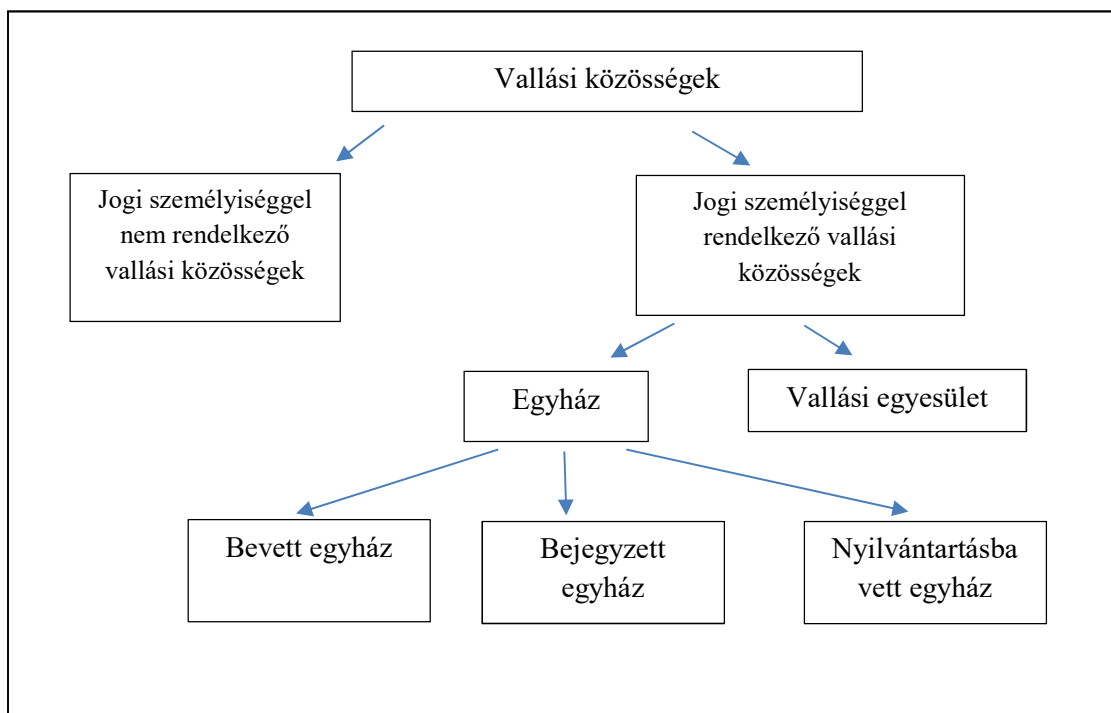 Vallási közösségek
Jogi személyiséggel
nem rendelkező
vallási közösségek
Jogi személyiséggel
rendelkező vallási
közösségek
Egyház
Vallási egyesület
Bevett egyház
Bejegyzett
egyház
Nyilvántartásba
vett egyház